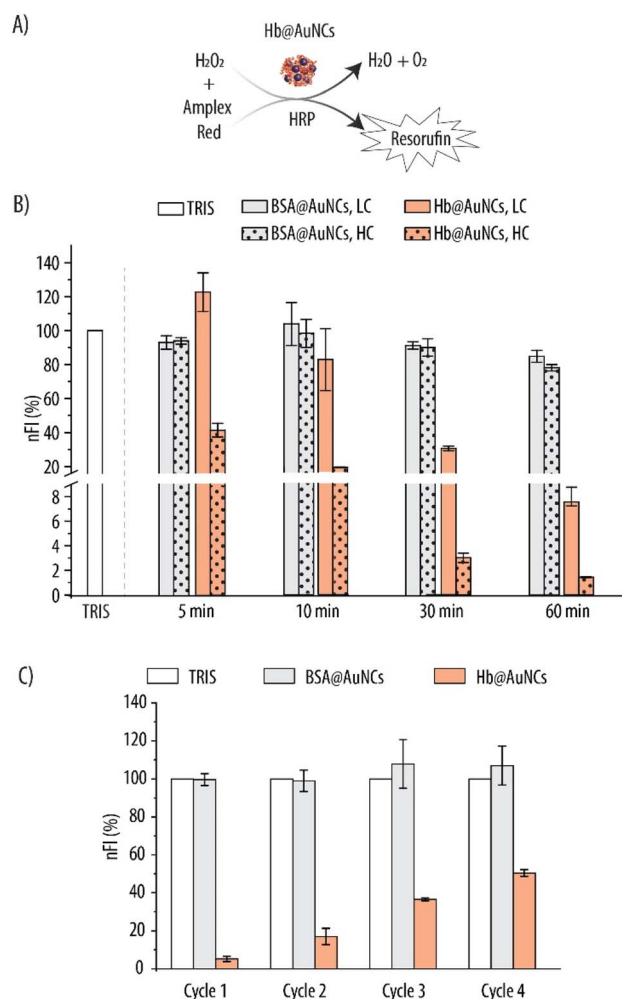 A)
Hb@AuNCs
H₂O₂
+
Amplex
Red
HRP
H₂O + O₂
Resorufin
B)
TRIS
BSA@AuNCs, LC
Hb@AuNCs, LC
BSA@AuNCs, HC
Hb@AuNCs, HC
nFI (%)
140
120
100
80
60
40
20
8
6
4
2
0
TRIS
5 min
10 min
30 min
60 min
C)
TRIS
BSA@AuNCs
Hb@AuNCs
nFI (%)
140
120
100
80
60
40
20
0
Cycle 1
Cycle 2
Cycle 3
Cycle 4